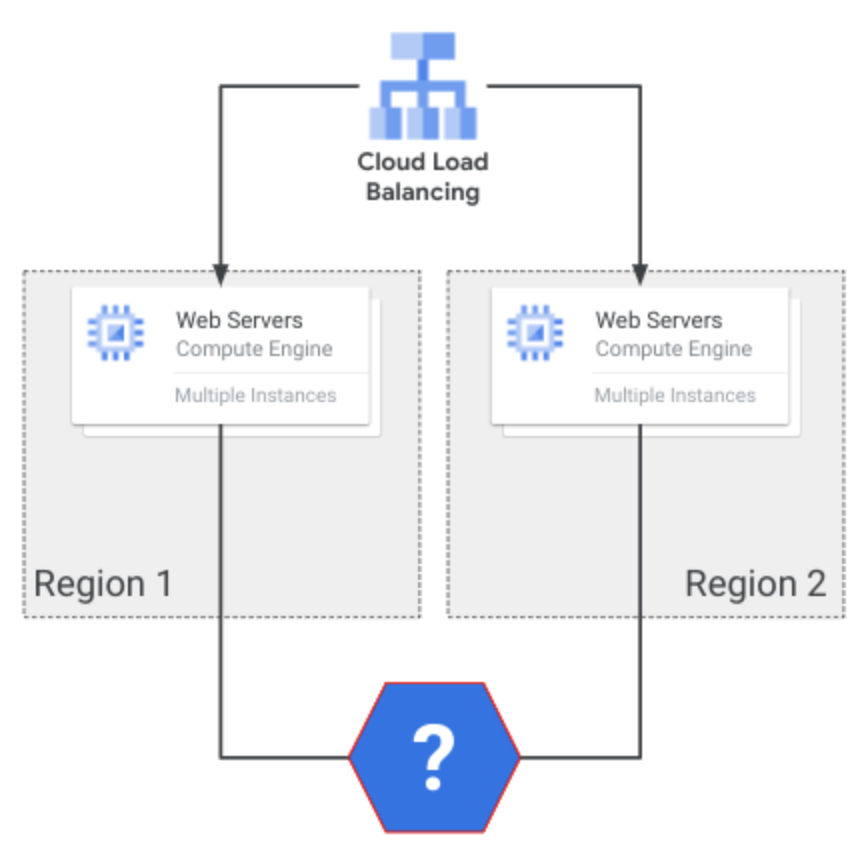 Cloud Load
Balancing
Web Servers
Compute Engine
Multiple Instances
Region 1
Web Servers
Compute Engine
Multiple Instances
Region 2
?